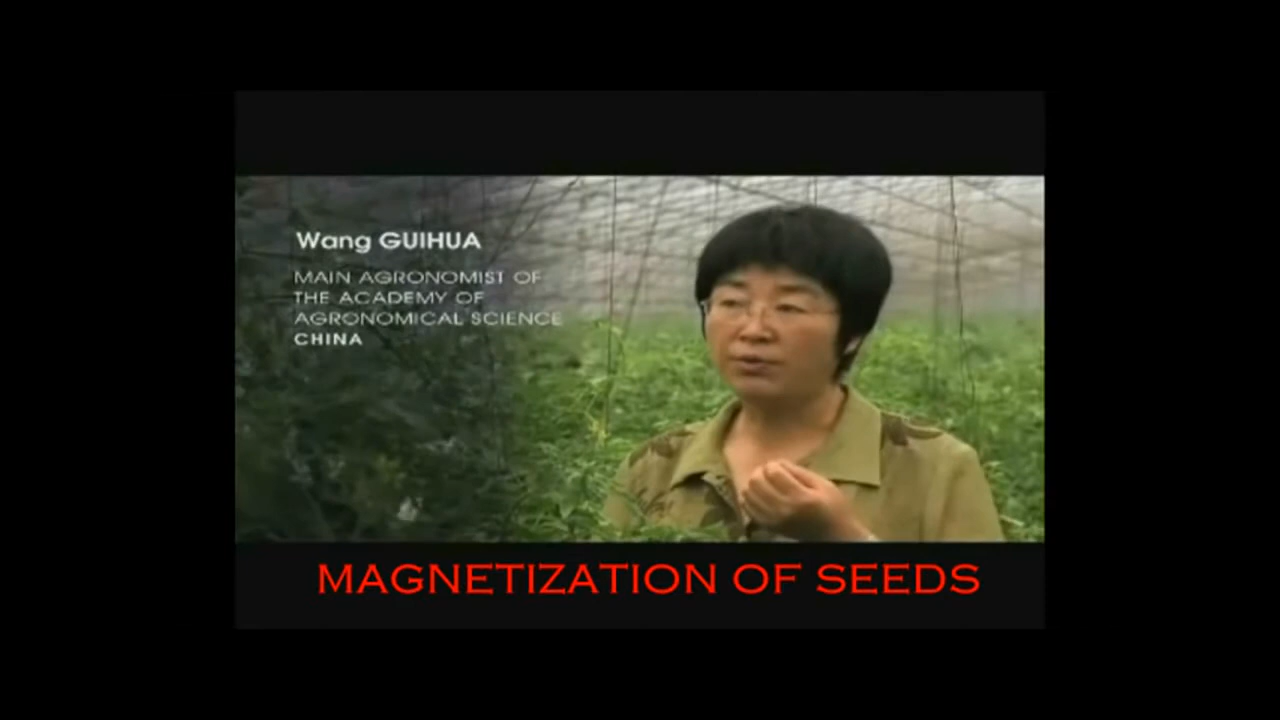 Wang GUIHUA
MAIN AGRONOMIST OF
THE ACADEMY OF
AGRONOMICAL SCIENCE
CHINA
MAGNETIZATION OF SEEDS